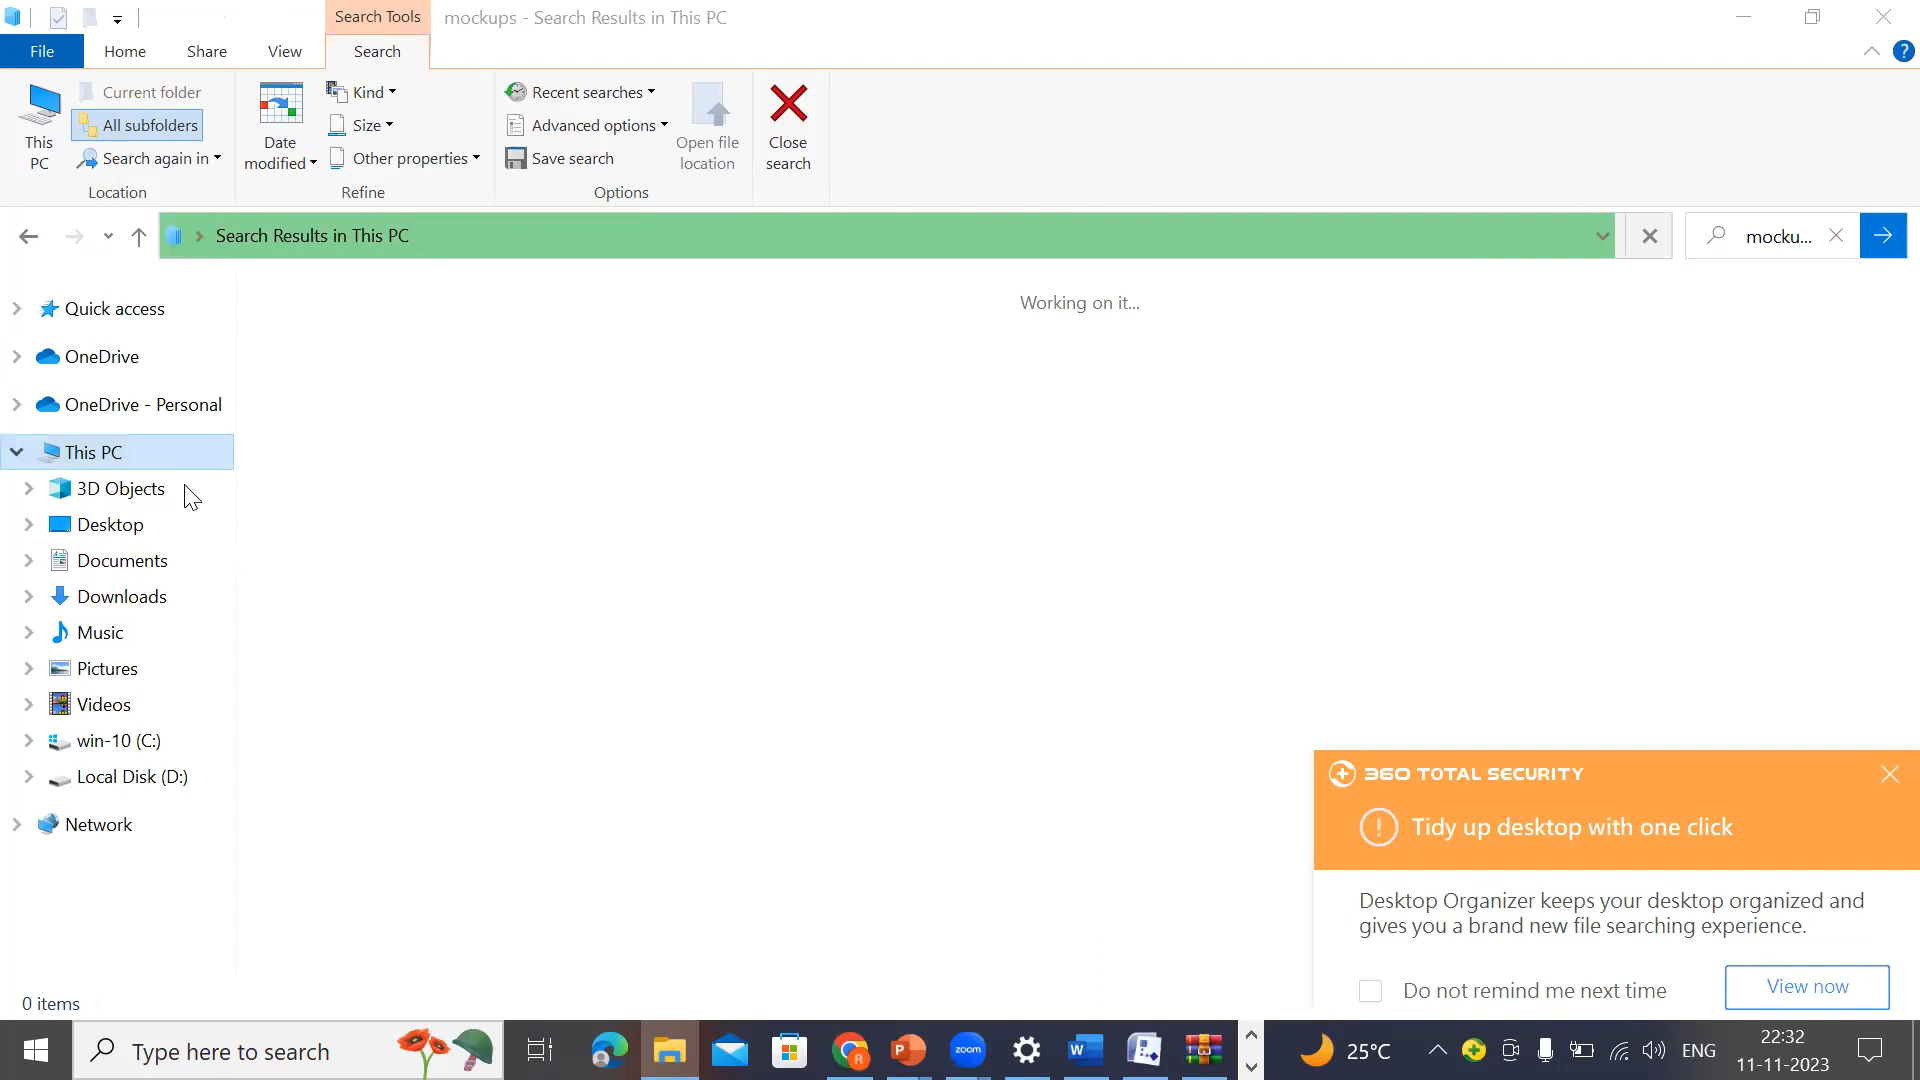 Search Tools
mockups - Search Results in This PC
File
Home
Share
View
Search
?
This PC
Current folder
All subfolders
Search again in
Location
Date modified
Kind
Size
Other properties
Refine
Recent searches
Advanced options
Save search
Options
Open file location
Close search
Search Results in This PC
mocku...
Working on it...
Quick access
OneDrive
OneDrive - Personal
This PC
3D Objects
Desktop
Documents
Downloads
Music
Pictures
Videos
win-10 (C:)
Local Disk (D:)
Network
360 TOTAL SECURITY
Tidy up desktop with one click
Desktop Organizer keeps your desktop organized and
gives you a brand new file searching experience.
Do not remind me next time
View now
0 items
Type here to search
zoom
25°C
ENG
22:32
11-11-2023